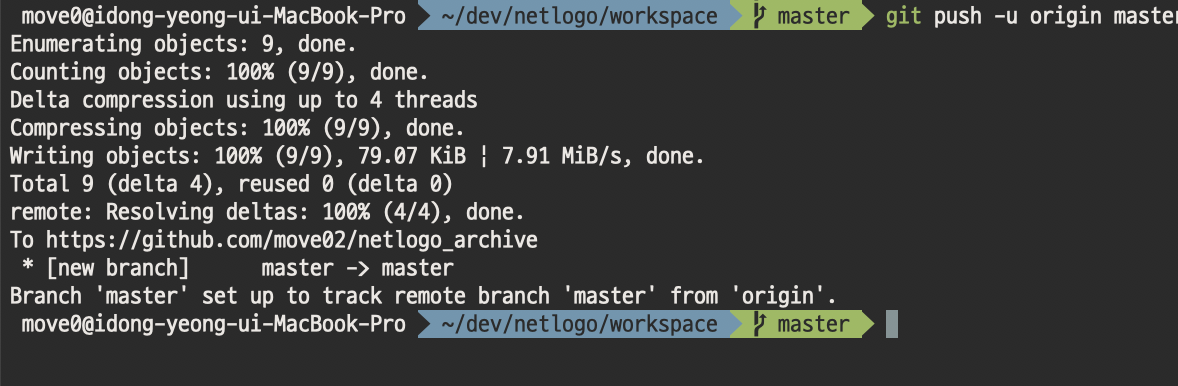 move0@idong-yeong-ui-MacBook-Pro ~/dev/netlogo/workspace master git push -u origin master
Enumerating objects: 9, done.
Counting objects: 100% (9/9), done.
Delta compression using up to 4 threads
Compressing objects: 100% (9/9), done.
Writing objects: 100% (9/9), 79.07 KiB | 7.91 MiB/s, done.
Total 9 (delta 4), reused 0 (delta 0)
remote: Resolving deltas: 100% (4/4), done.
To https://github.com/move02/netlogo_archive
* [new branch] master -> master
Branch 'master' set up to track remote branch 'master' from 'origin'.
move0@idong-yeong-ui-MacBook-Pro ~/dev/netlogo/workspace master